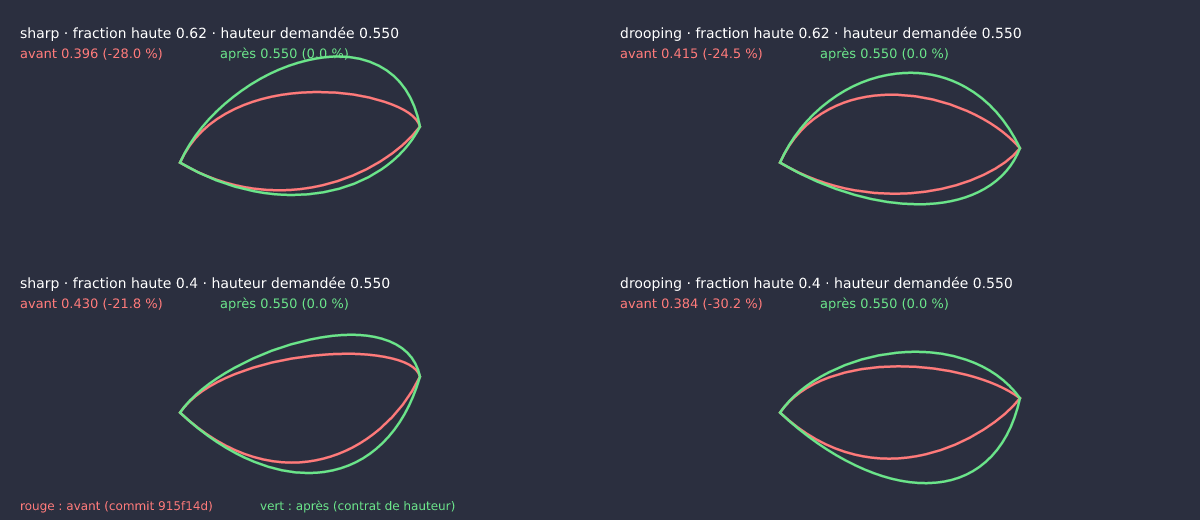 sharp · fraction haute 0.62 · hauteur demandée 0.550
avant 0.396 (-28.0 %) après 0.550 (0.0 %)
drooping · fraction haute 0.62 · hauteur demandée 0.550
avant 0.415 (-24.5 %) après 0.550 (0.0 %)
sharp · fraction haute 0.4 · hauteur demandée 0.550
avant 0.430 (-21.8 %) après 0.550 (0.0 %)
drooping · fraction haute 0.4 · hauteur demandée 0.550
avant 0.384 (-30.2 %) après 0.550 (0.0 %)
rouge : avant (commit 915f14d) vert : après (contrat de hauteur)